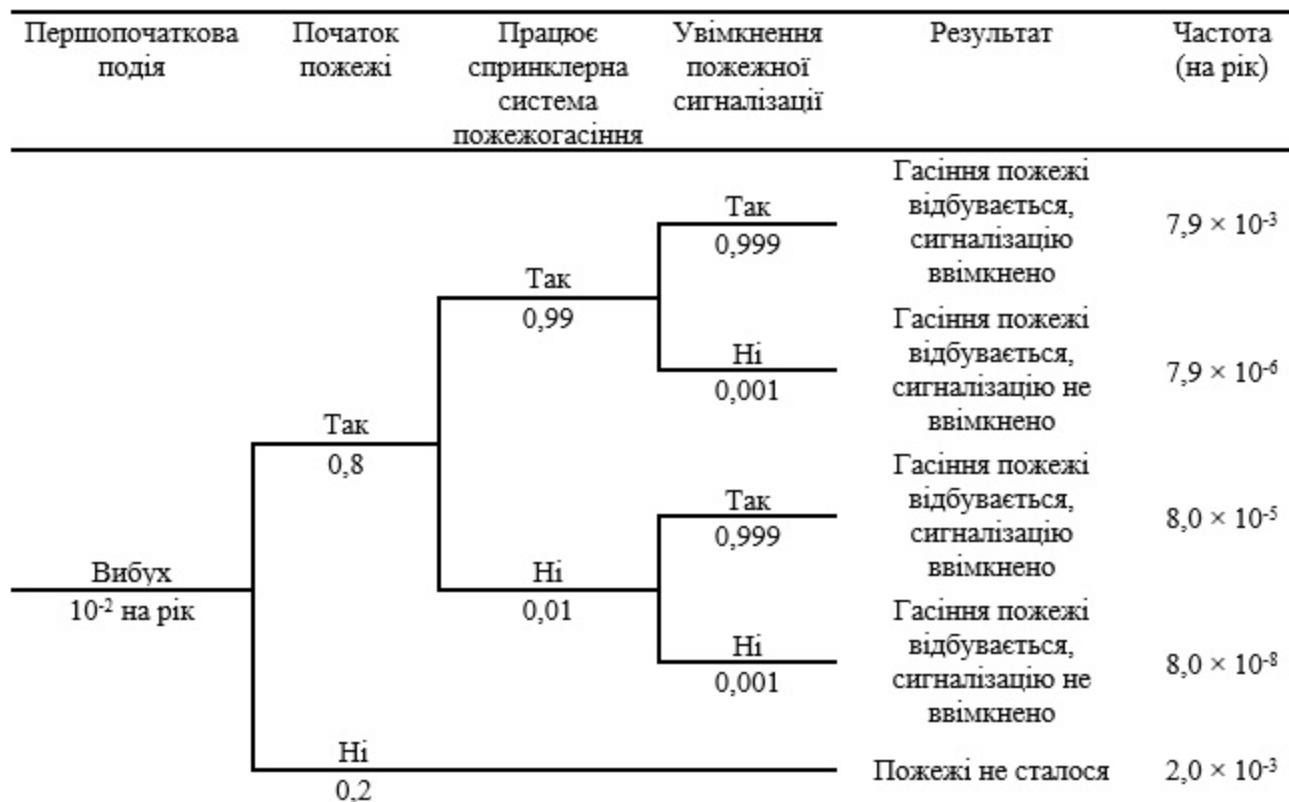 Першопочаткова
подія
Початок
пожежі
Працює
спринклерна
система
пожежогасіння
Увімкнення
пожежної
сигналізації
Результат
Частота
(на рік)
Так
0,999
Гасіння пожежі
відбувається,
сигналізацію
ввімкнено
7,9 × 10⁻³
Так
0,99
Ні
0,001
Гасіння пожежі
відбувається,
сигналізацію не
ввімкнено
7,9 × 10⁻⁶
Так
0,8
Так
0,999
Гасіння пожежі
відбувається,
сигналізацію
ввімкнено
8,0 × 10⁻⁵
Вибух
10⁻² на рік
Ні
0,01
Ні
0,001
Гасіння пожежі
відбувається,
сигналізацію не
ввімкнено
8,0 × 10⁻⁸
Ні
0,2
Пожежі не сталося
2,0 × 10⁻³